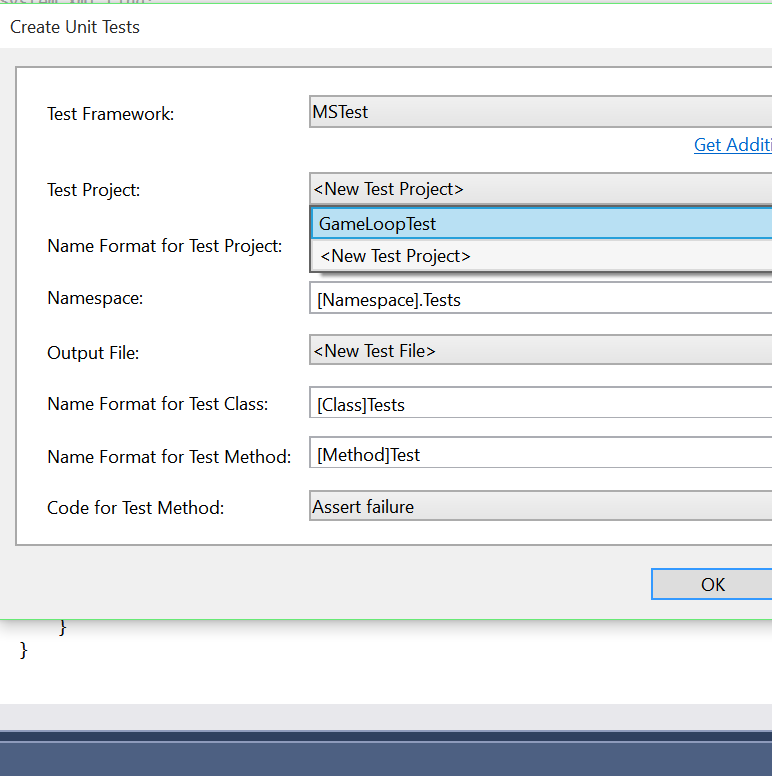 Create Unit Tests
Test Framework:
MSTest
Get Additi
Test Project:
<New Test Project>
GameLoopTest
Name Format for Test Project:
<New Test Project>
Namespace:
[Namespace].Tests
Output File:
<New Test File>
Name Format for Test Class:
[Class]Tests
Name Format for Test Method:
[Method]Test
Code for Test Method:
Assert failure
OK
}
}